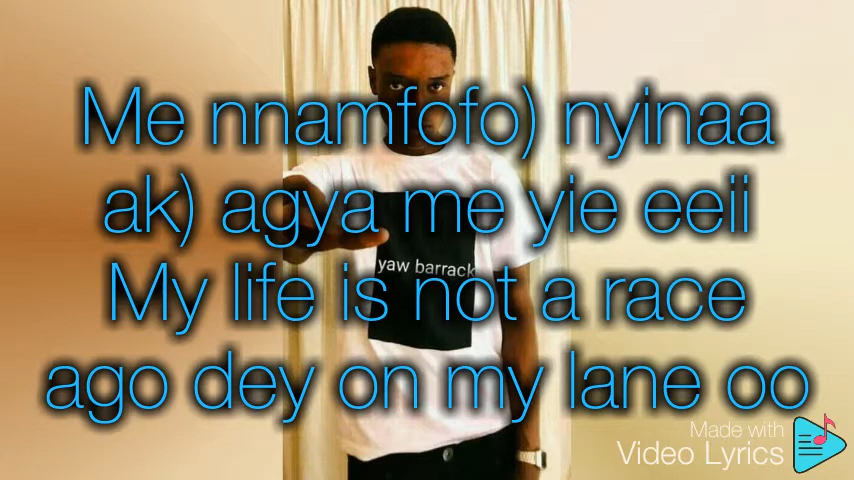 Me nnamfofo) nyinaa
ak) agya me yie eeii
yaw barrack
My life is not a race
ago dey on my lane oo
Made with
Video Lyrics